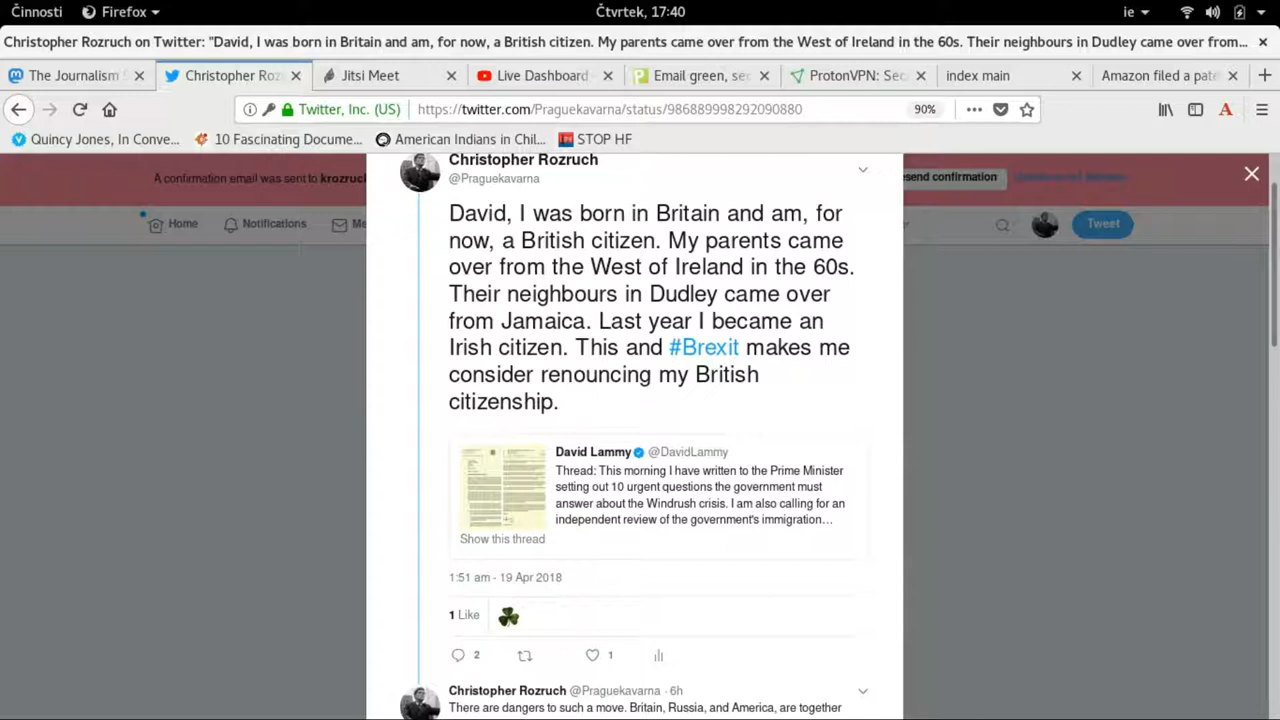 Činnosti Firefox Čtvrtek, 17:40 ie
Christopher Rozruch on Twitter: "David, I was born in Britain and am, for now, a British citizen. My parents came over from the West of Ireland in the 60s. Their neighbours in Dudley came over from...
The Journalism Christopher Roz Jitsi Meet Live Dashboard Email green, sec ProtonVPN: Sec index main Amazon filed a pate
Twitter, Inc. (US) https://twitter.com/Praguekavarna/status/986889998292090880 90%
Quincy Jones, In Conve... 10 Fascinating Docume... American Indians in Chil... STOP HF
A confirmation email was sent to krozruch
esend confirmation
Home Notifications Me
Tweet
Christopher Rozruch
@Praguekavarna
David, I was born in Britain and am, for
now, a British citizen. My parents came
over from the West of Ireland in the 60s.
Their neighbours in Dudley came over
from Jamaica. Last year I became an
Irish citizen. This and #Brexit makes me
consider renouncing my British
citizenship.
David Lammy @DavidLammy
Thread: This morning I have written to the Prime Minister
setting out 10 urgent questions the government must
answer about the Windrush crisis. I am also calling for an
independent review of the government's immigration...
Show this thread
1:51 am - 19 Apr 2018
1 Like
2 1
Christopher Rozruch @Praguekavarna · 6h
There are dangers to such a move. Britain, Russia, and America, are together